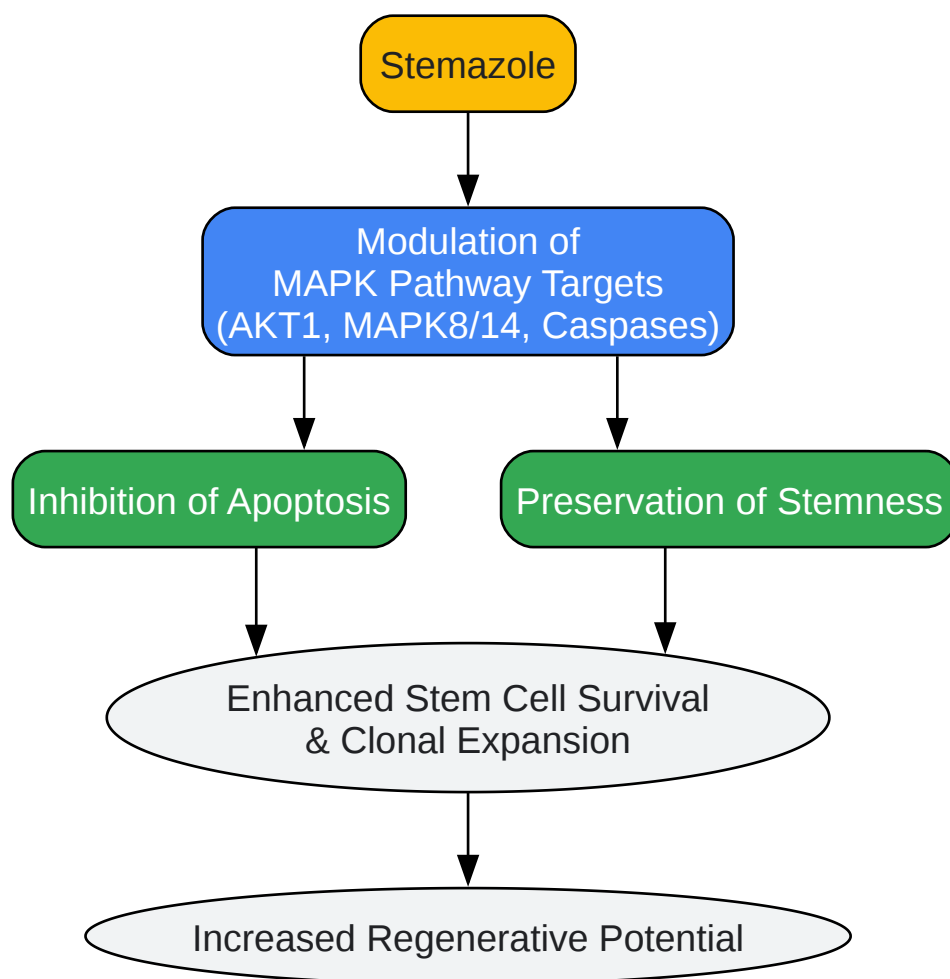 Stemazole
Modulation of
MAPK Pathway Targets
(AKT1, MAPK8/14, Caspases)
Inhibition of Apoptosis
Preservation of Stemness
Enhanced Stem Cell Survival
& Clonal Expansion
Increased Regenerative Potential